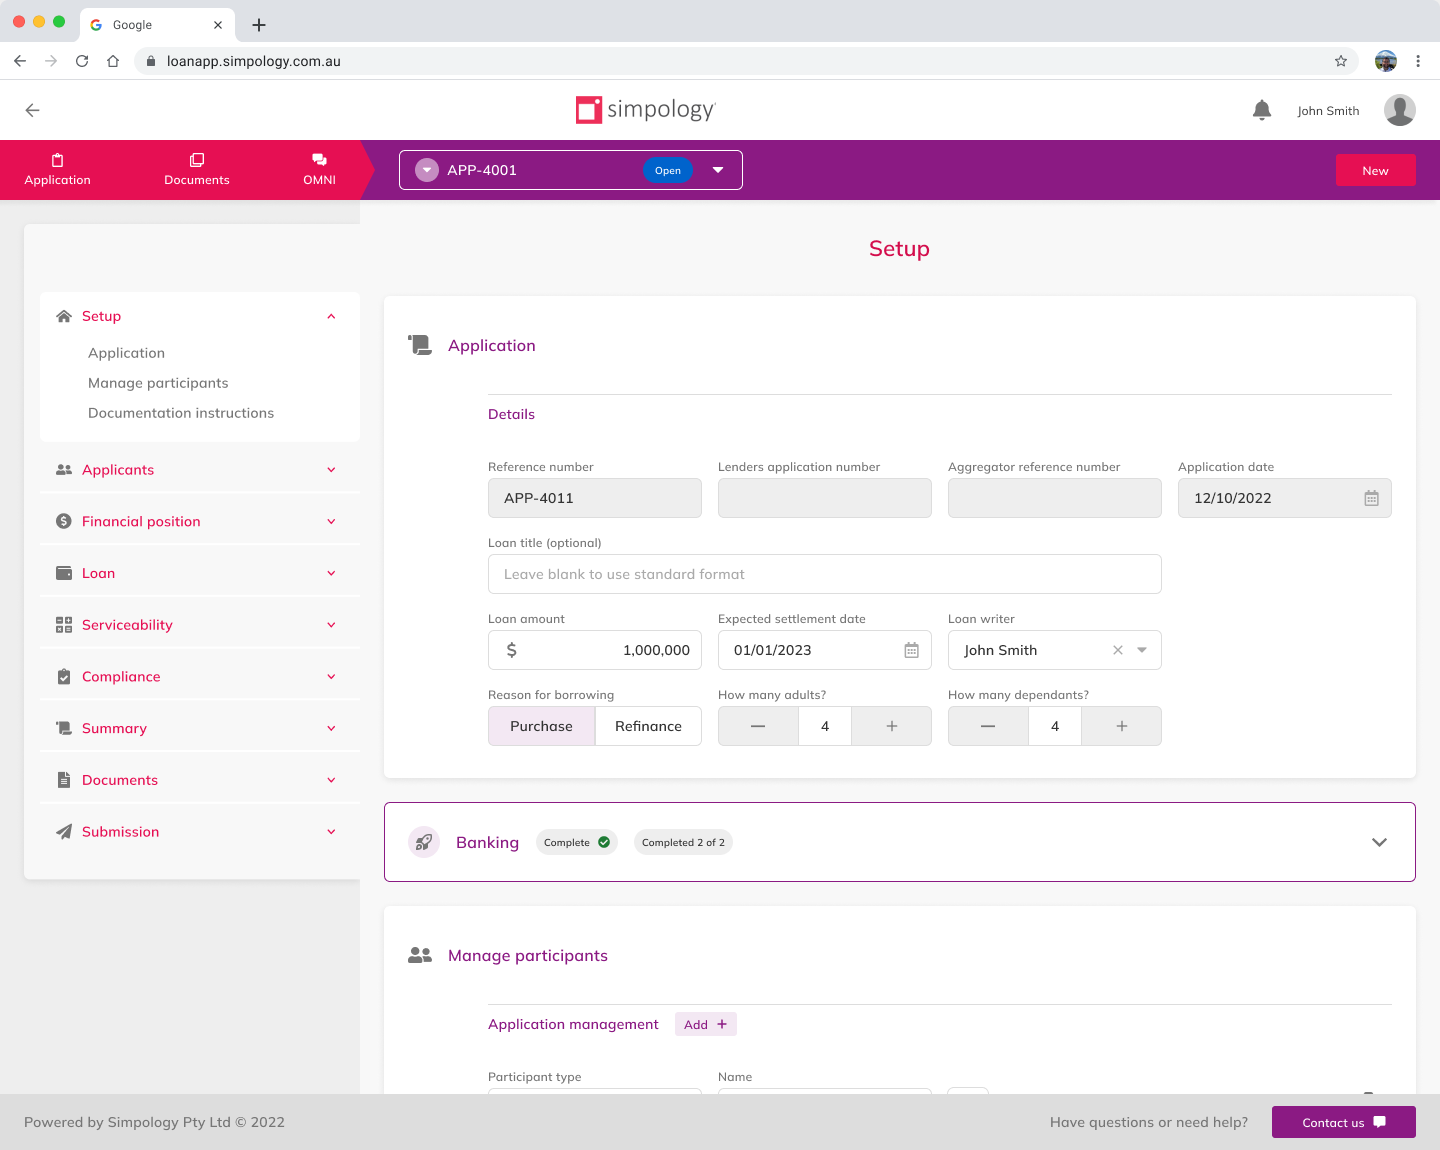 Google
loanapp.simpology.com.au
simpology
John Smith
Application
Documents
OMNI
APP-4001
Open
New
Setup
Application
Manage participants
Documentation instructions
Applicants
Financial position
Loan
Serviceability
Compliance
Summary
Documents
Submission
Setup
Application
Details
Reference number
Lenders application number
Aggregator reference number
Application date
APP-4011
12/10/2022
Loan title (optional)
Leave blank to use standard format
Loan amount
Expected settlement date
Loan writer
$ 1,000,000
01/01/2023
John Smith
Reason for borrowing
How many adults?
How many dependants?
Purchase
Refinance
4
4
Banking
Complete
Completed 2 of 2
Manage participants
Application management
Add +
Participant type
Name
Powered by Simpology Pty Ltd © 2022
Have questions or need help?
Contact us